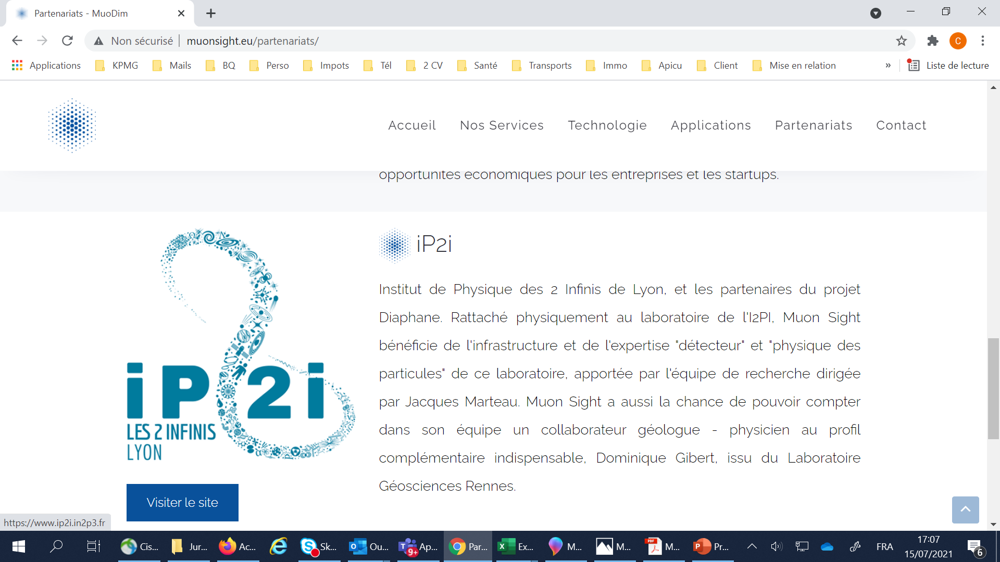 Partenariats - MuoDim
Non sécurisé
muonsight.eu/partenariats/
C
Applications KPMG Mails BQ Perso Impots Tél 2 CV Santé Transports Immo Apicu Client Mise en relation » Liste de lecture
Accueil Nos Services Technologie Applications Partenariats Contact
opportunités économiques pour les entreprises et les startups.
iP2i
LES 2 INFINIS
LYON
Visiter le site
iP2i
Institut de Physique des 2 Infinis de Lyon, et les partenaires du projet
Diaphane. Rattaché physiquement au laboratoire de l'I2PI, Muon Sight
bénéficie de l'infrastructure et de l'expertise "détecteur" et "physique des
particules" de ce laboratoire, apportée par l'équipe de recherche dirigée
par Jacques Marteau. Muon Sight a aussi la chance de pouvoir compter
dans son équipe un collaborateur géologue - physicien au profil
complémentaire indispensable, Dominique Gibert, issu du Laboratoire
Géosciences Rennes.
https://www.ip2i.in2p3.fr
Cis... Jur... Ac... Sk... Ou... 9+ Ap... Par... Ex... M... M... PDF M... Pr... FRA
17:07
15/07/2021
6